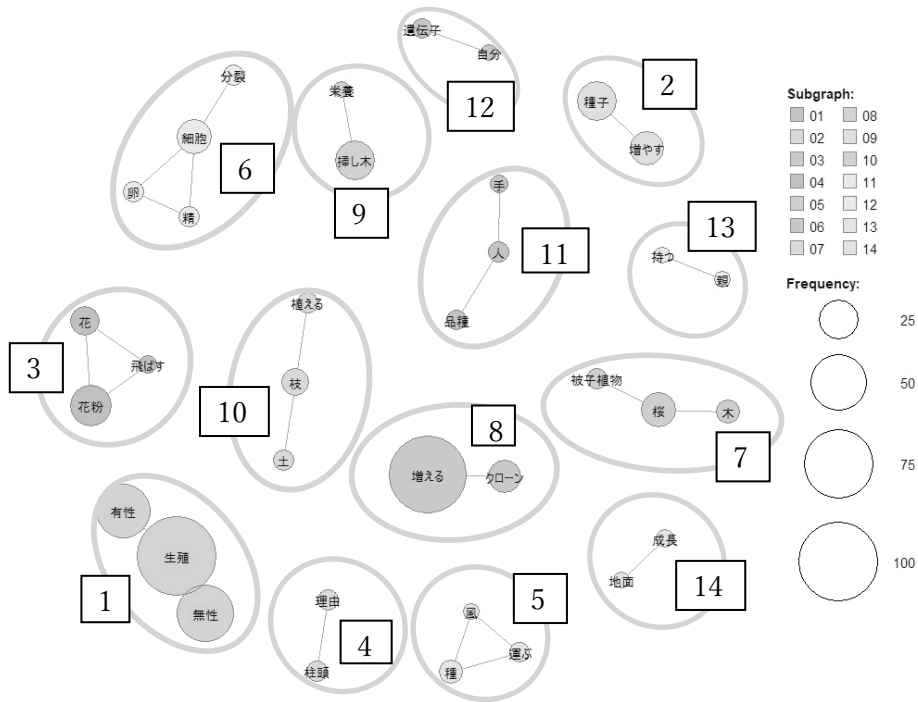 遺伝子
自分
12
分裂
細胞
卵
精
6
栄養
挿し木
9
種子
増やす
2
手
人
品種
11
持つ
親
13
花
飛ばす
花粉
3
植える
枝
土
10
被子植物
桜
木
7
増える
クローン
8
有性
生殖
無性
1
理由
柱頭
4
風
運ぶ
種
5
成長
地面
14
Subgraph:
01 08
02 09
03 10
04 11
05 12
06 13
07 14
Frequency:
25
50
75
100